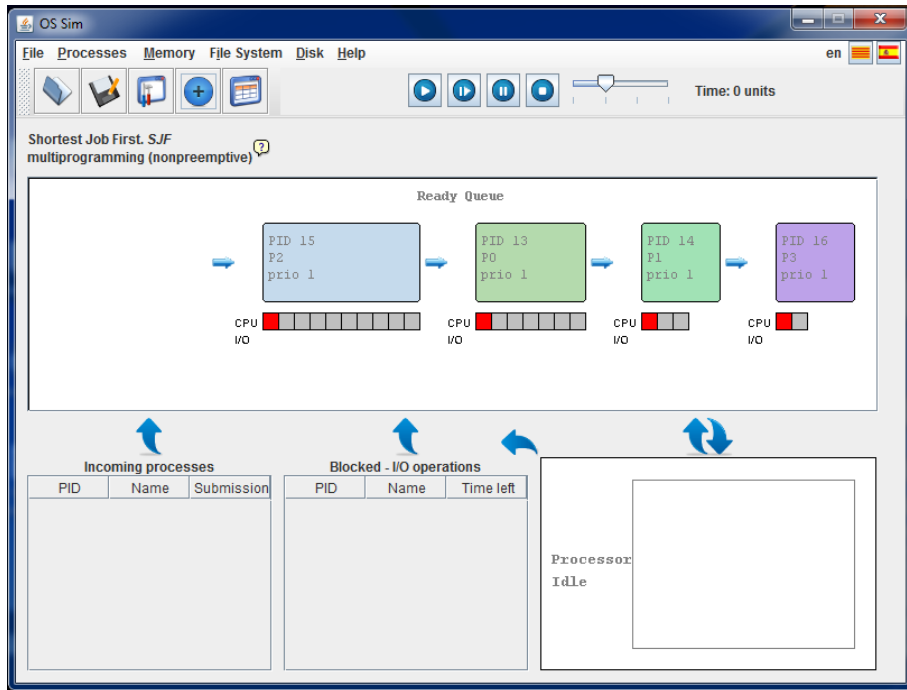 OS Sim
File Processes Memory File System Disk Help en
Time: 0 units
Shortest Job First. SJF
multiprogramming (nonpreemptive) ?
Ready Queue
PID 15
P2
prio 1
CPU
I/O
PID 13
P0
prio 1
CPU
I/O
PID 14
P1
prio 1
CPU
I/O
PID 16
P3
prio 1
CPU
I/O
Incoming processes
PID Name Submission
Blocked - I/O operations
PID Name Time left
Processor
Idle